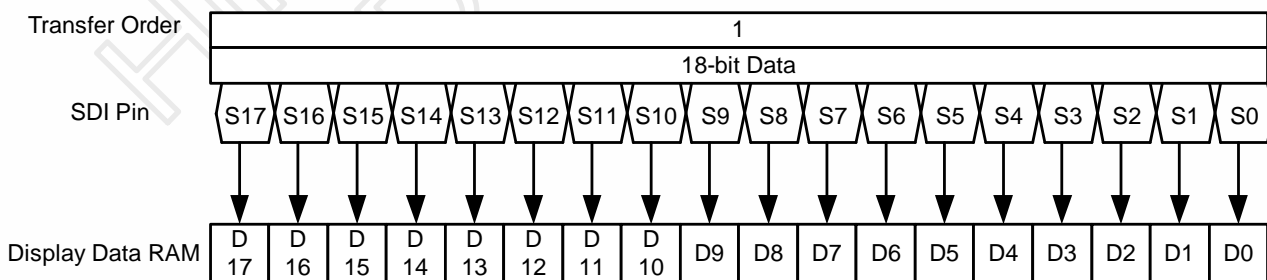 Transfer Order 1
18-bit Data
SDI Pin S17 S16 S15 S14 S13 S12 S11 S10 S9 S8 S7 S6 S5 S4 S3 S2 S1 S0
Display Data RAM D 17 D 16 D 15 D 14 D 13 D 12 D 11 D 10 D9 D8 D7 D6 D5 D4 D3 D2 D1 D0